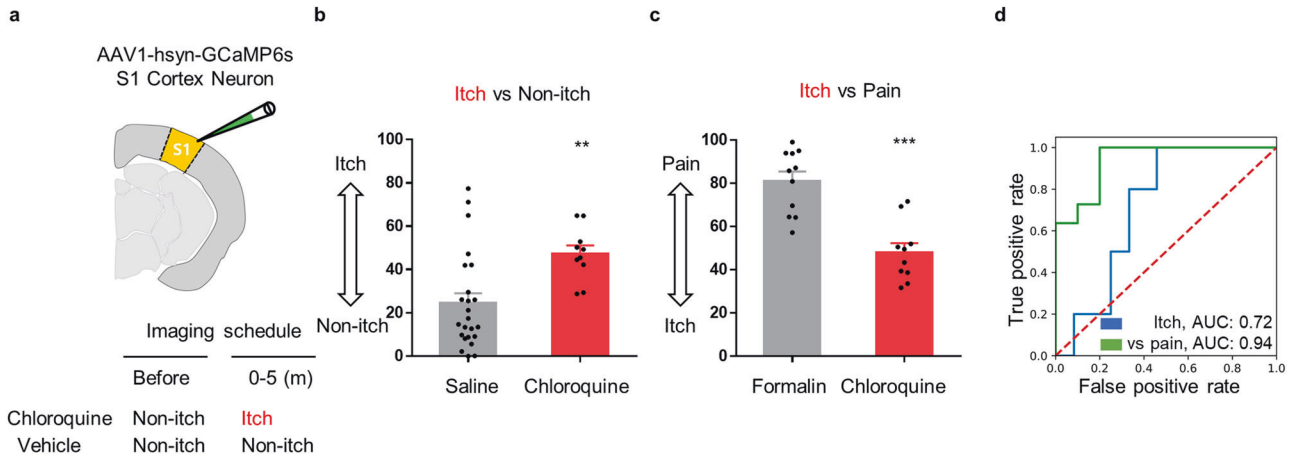 a
AAV1-hsyn-GCaMP6s
S1 Cortex Neuron
S1
Imaging schedule
Before 0-5 (m)
Chloroquine Non-itch Itch
Vehicle Non-itch Non-itch
b
Itch vs Non-itch
Itch
Non-itch
100
80
60
40
20
0
**
Saline Chloroquine
c
Itch vs Pain
Pain
Itch
100
80
60
40
20
0
***
Formalin Chloroquine
d
True positive rate
1.0
0.8
0.6
0.4
0.2
0.0
Itch, AUC: 0.72
vs pain, AUC: 0.94
0.0 0.2 0.4 0.6 0.8 1.0
False positive rate